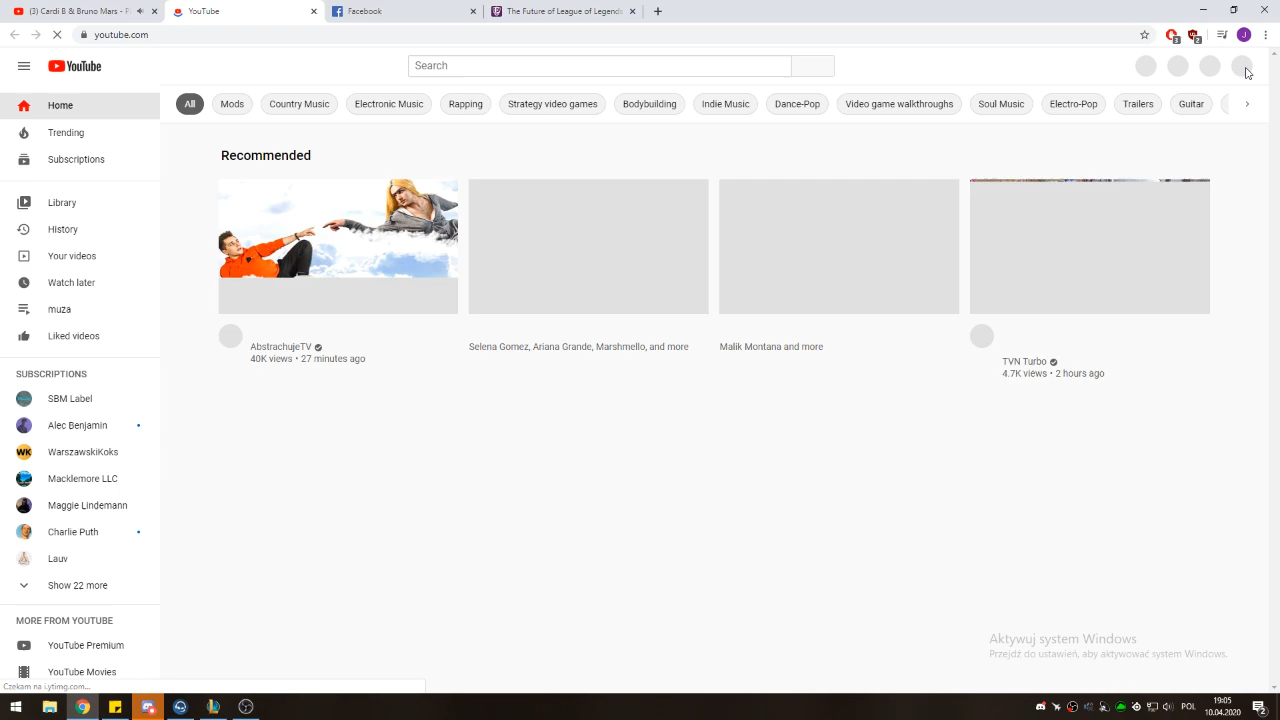 (3) Cardi B & Bruno Mars - Pl
YouTube
Facebook
The Future of League of Legends
youtube.com
3
2
J
YouTube
Search
All
Mods
Country Music
Electronic Music
Rapping
Strategy video games
Bodybuilding
Indie Music
Dance-Pop
Video game walkthroughs
Soul Music
Electro-Pop
Trailers
Guitar
Home
Trending
Subscriptions
Library
History
Your videos
Watch later
muza
Liked videos
SUBSCRIPTIONS
SBM Label
Alec Benjamin
WK
WarszawskiKoks
Macklemore LLC
Maggie Lindemann
Charlie Puth
Lauv
Show 22 more
MORE FROM YOUTUBE
YouTube Premium
YouTube Movies
Recommended
AbstrachujeTV
40K views • 27 minutes ago
Selena Gomez, Ariana Grande, Marshmello, and more
Malik Montana and more
TVN Turbo
4.7K views • 2 hours ago
Aktywuj system Windows
Przejdź do ustawień, aby aktywować system Windows.
Czekam na i.ytimg.com...
POL
19:05
10.04.2020
2